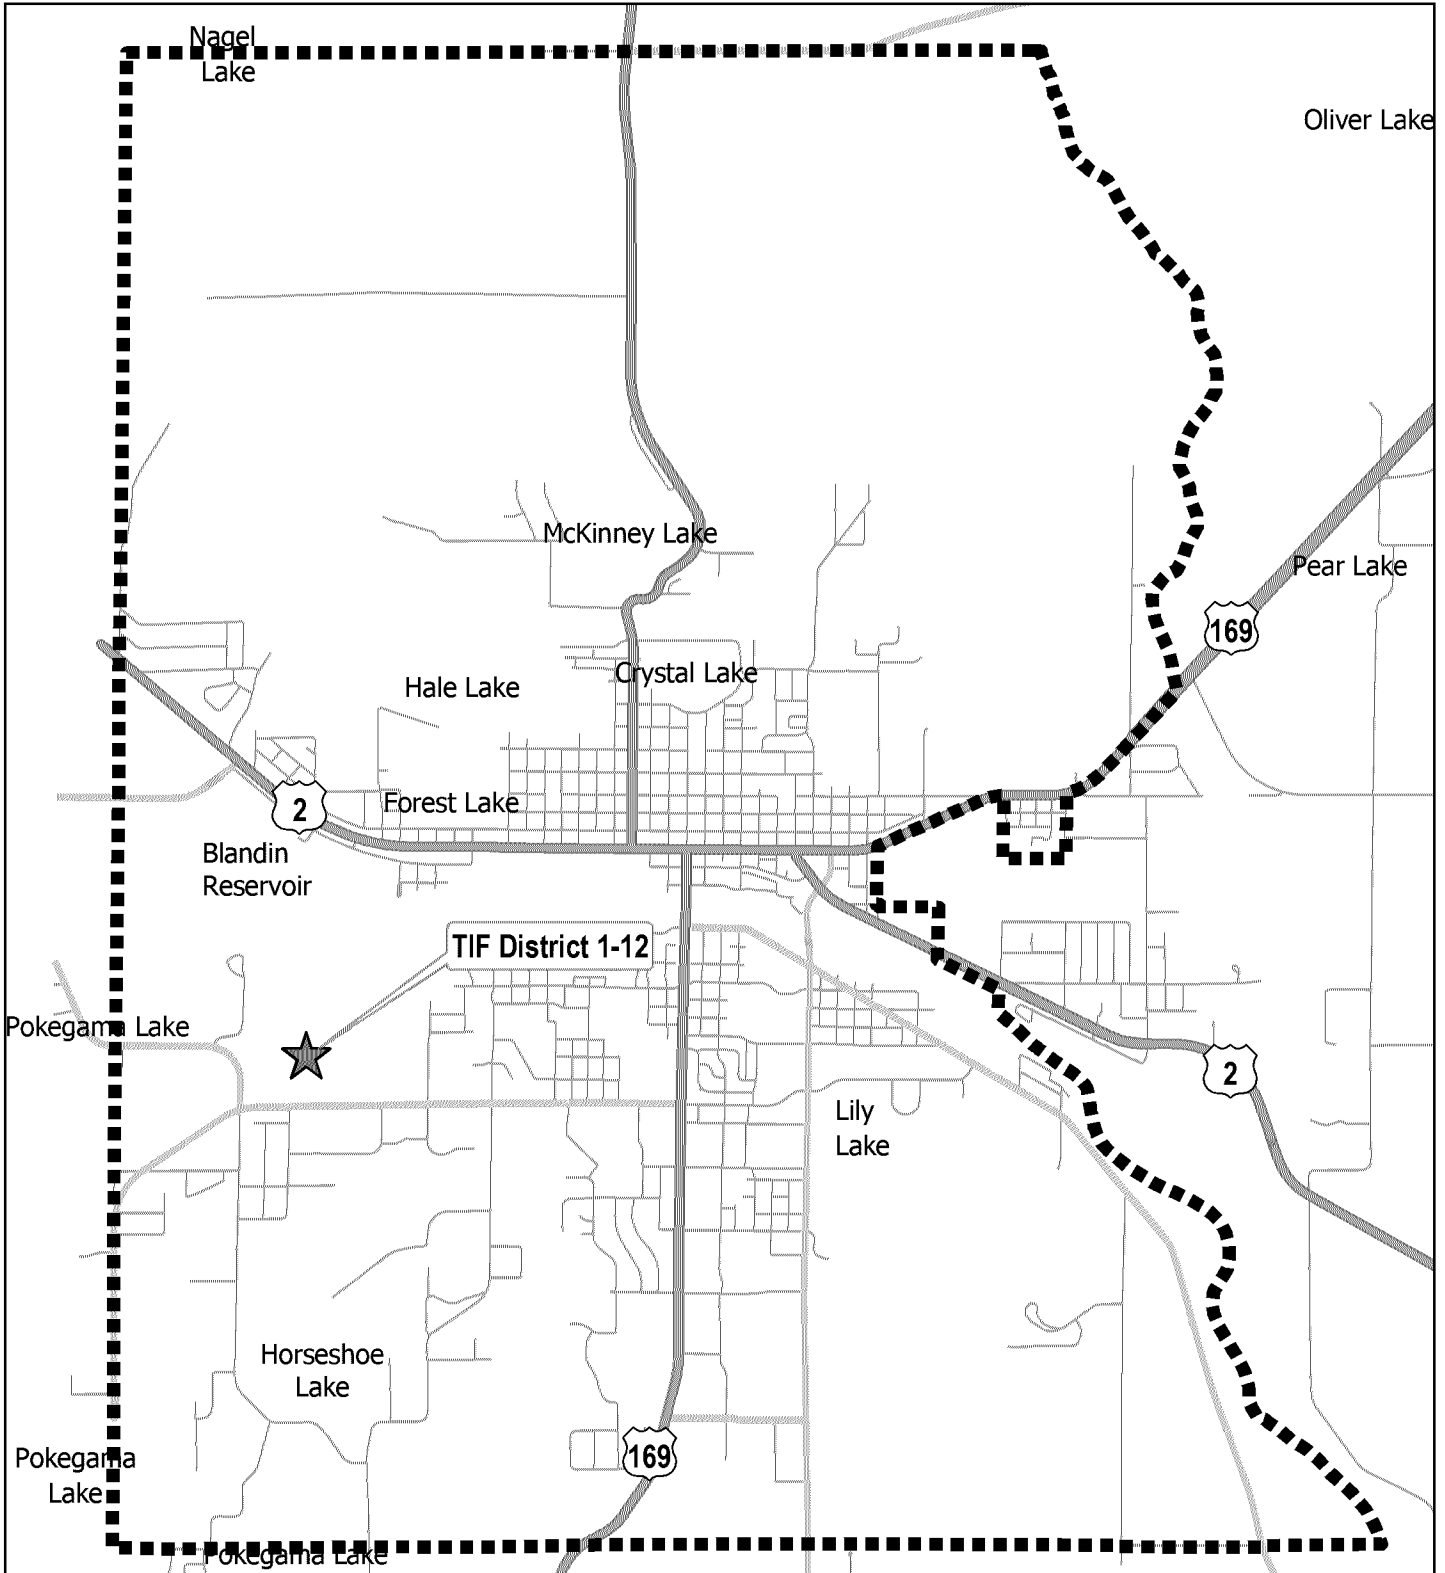 Nagel
Lake
Oliver Lake
McKinney Lake
Pear Lake
169
Crystal Lake
Hale Lake
2
Forest Lake
Blandin
Reservoir
TIF District 1-12
Pokegama Lake
2
Lily
Lake
Horseshoe
Lake
169
Pokegama
Lake
Pokegama Lake